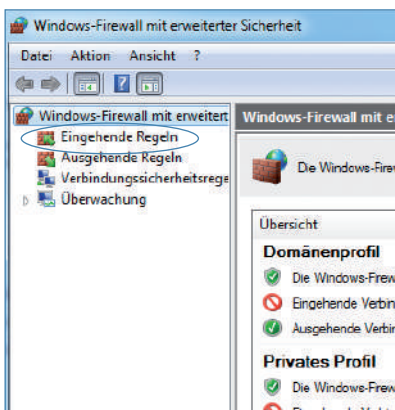 Windows-Firewall mit erweiterter Sicherheit
Datei Aktion Ansicht ?
Windows-Firewall mit erweitert
Eingehende Regeln
Ausgehende Regeln
Verbindungssicherheitsrege
Überwachung
Windows-Firewall mit e
Die Windows-Firew
Übersicht
Domänenprofil
Die Windows-Firew
Eingehende Verbin
Ausgehende Verbin
Privates Profil
Die Windows-Firew